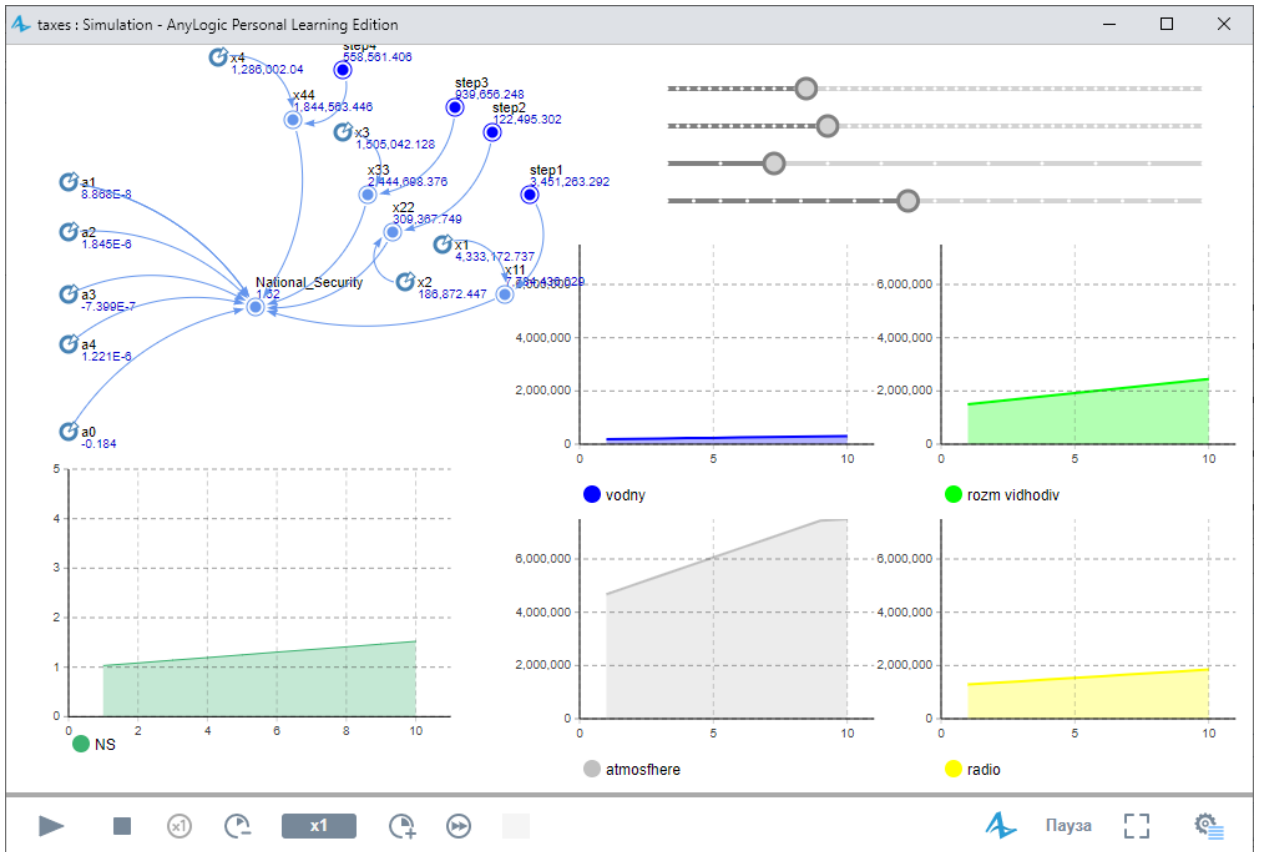 taxes : Simulation - AnyLogic Personal Learning Edition
x4
1,286,002.04
step4
558,561.406
x44
1,844,563.446
step3
939,656.248
step2
122,495.302
x3
1,505,042.128
x33
2,444,698.376
step1
3,451,263.292
a1
8.868E-8
x22
309,367.749
a2
1.845E-6
x1
4,333,172.737
x11
National_Security
1.52
x2
186,872.447
a3
-7.399E-7
a4
1.221E-6
a0
-0.184
4,000,000
2,000,000
0
0 5 10
vodny
6,000,000
4,000,000
2,000,000
0
0 5 10
rozm vidhodiv
5
4
3
2
1
0
0 2 4 6 8 10
NS
6,000,000
4,000,000
2,000,000
0
0 5 10
atmosfhere
6,000,000
4,000,000
2,000,000
0
0 5 10
radio
x1
x1
Пауза